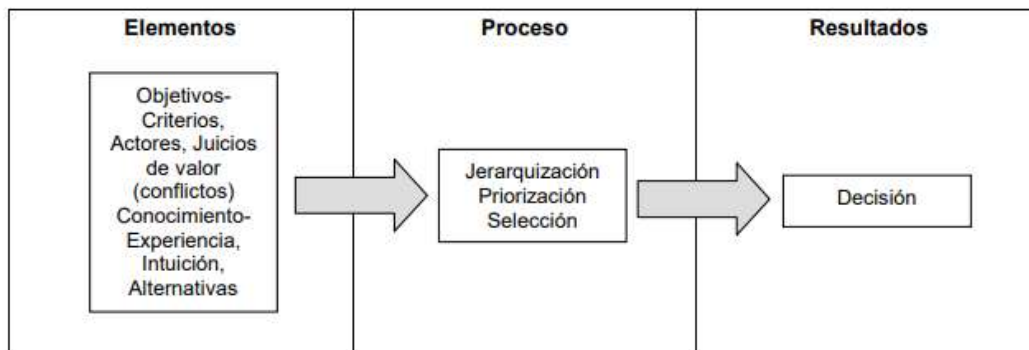 Elementos
Objetivos-
Criterios,
Actores, Juicios
de valor
(conflictos)
Conocimiento-
Experiencia,
Intuición,
Alternativas
Proceso
Jerarquización
Priorización
Selección
Resultados
Decisión